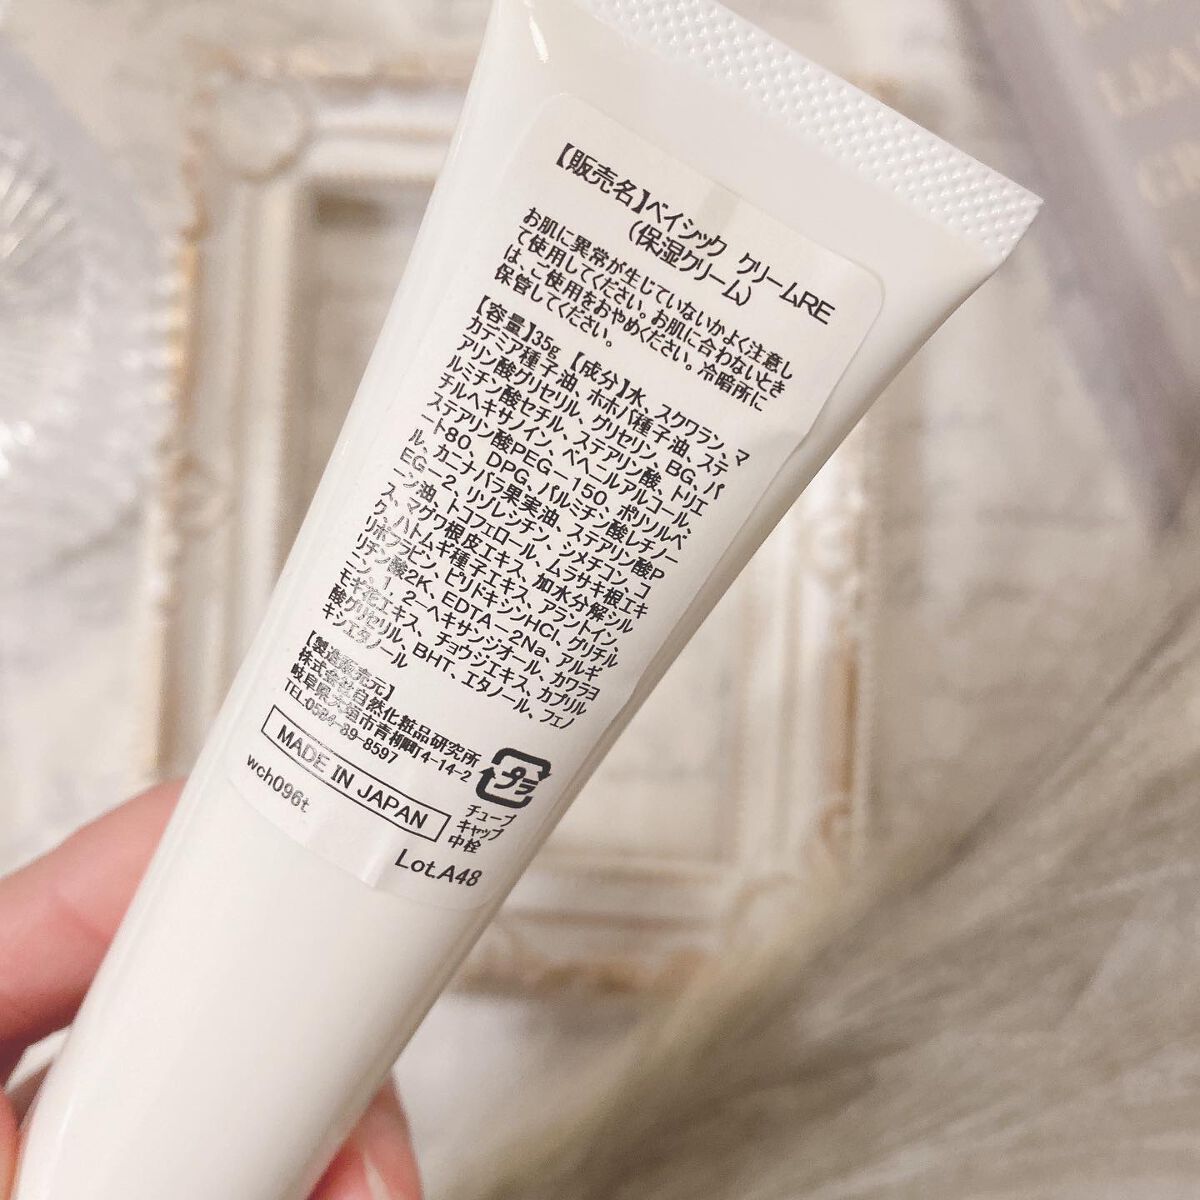 【販売名】ベイシック クリームRE
(保湿クリーム)
お肌に異常が生じていないかよく注意し
て使用してください。お肌に合わないとき
は、ご使用をおやめください。冷暗所に
保管してください。
【容量】35g 【成分】水、スクワラン、マ
カデミア種子油、ホホバ種子油、ステ
アリン酸グリセリル、グリセリン、BG、パ
ルミチン酸セチル、ステアリン酸、トリエ
チルヘキサノイン、ベヘニルアルコール、
ステアリン酸PEG-150、ポリソルベ
ート80、DPG、パルミチン酸レチノー
ル、カーナバラ果実油、ステアリン酸P
EG-2、リゾレシチン、ジメチコン、コ
ーン油、トコフェロール、ムラサキ根エキ
ス、マグワ根皮エキス、加水分解シル
ク、ハトムギ種子エキス、アラントイン、
リボフラビン、ピリドキシンHCl、グリチル
リチン酸2K、EDTA-2Na、アルギ
ニン、1,2-ヘキサンジオール、カワラヨ
モギ花エキス、チョウジエキス、カプリル
酸グリセリル、BHT、エタノール、フェノ
キシエタノール
【製造販売元】
株式会社自然化粧品研究所
岐阜県大垣市青柳町4-14-2
TEL:0584-89-8597
MADE IN JAPAN
プラ
チューブ
キャップ
中栓
wch096t
Lot.A48